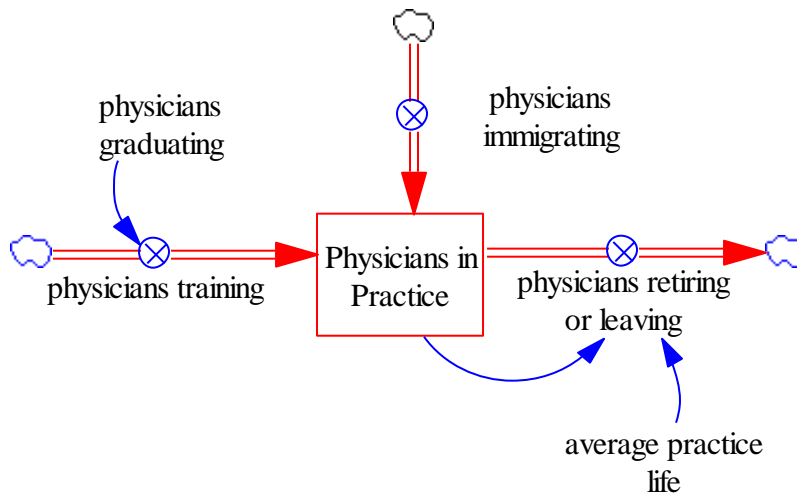 physicians
graduating
physicians
immigrating
physicians training
Physicians in
Practice
physicians retiring
or leaving
average practice
life